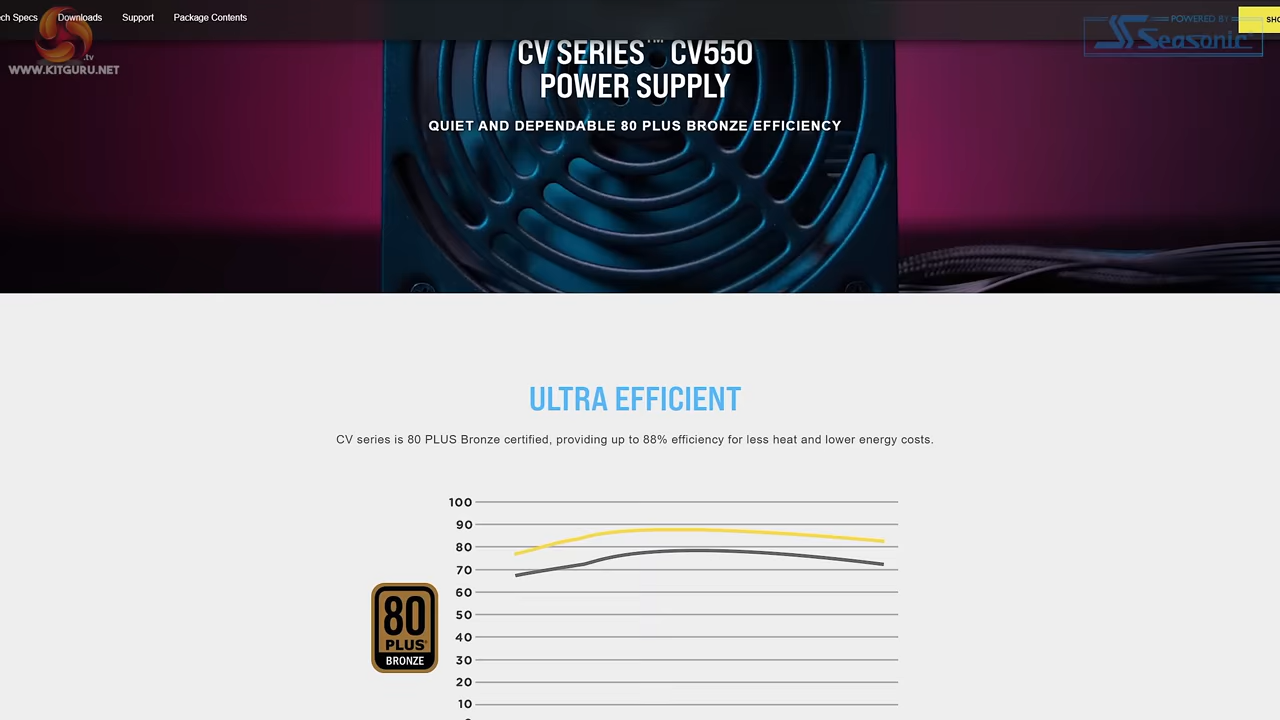 ch Specs
Downloads
Support
Package Contents
SHO
.tv
WWW.KITGURU.NET
POWERED BY
Seasonic
CV SERIES™ CV550
POWER SUPPLY
QUIET AND DEPENDABLE 80 PLUS BRONZE EFFICIENCY
ULTRA EFFICIENT
CV series is 80 PLUS Bronze certified, providing up to 88% efficiency for less heat and lower energy costs.
100
90
80
70
60
50
40
30
20
10
80
PLUS
BRONZE